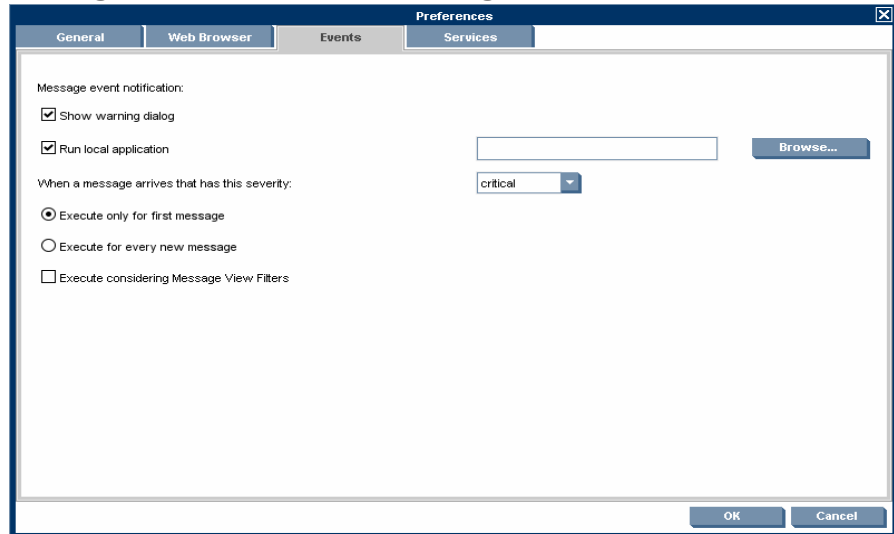 Preferences
General Web Browser Events Services
Message event notification:
Show warning dialog
Run local application Browse...
When a message arrives that has this severity: critical
Execute only for first message
Execute for every new message
Execute considering Message View Filters
OK Cancel